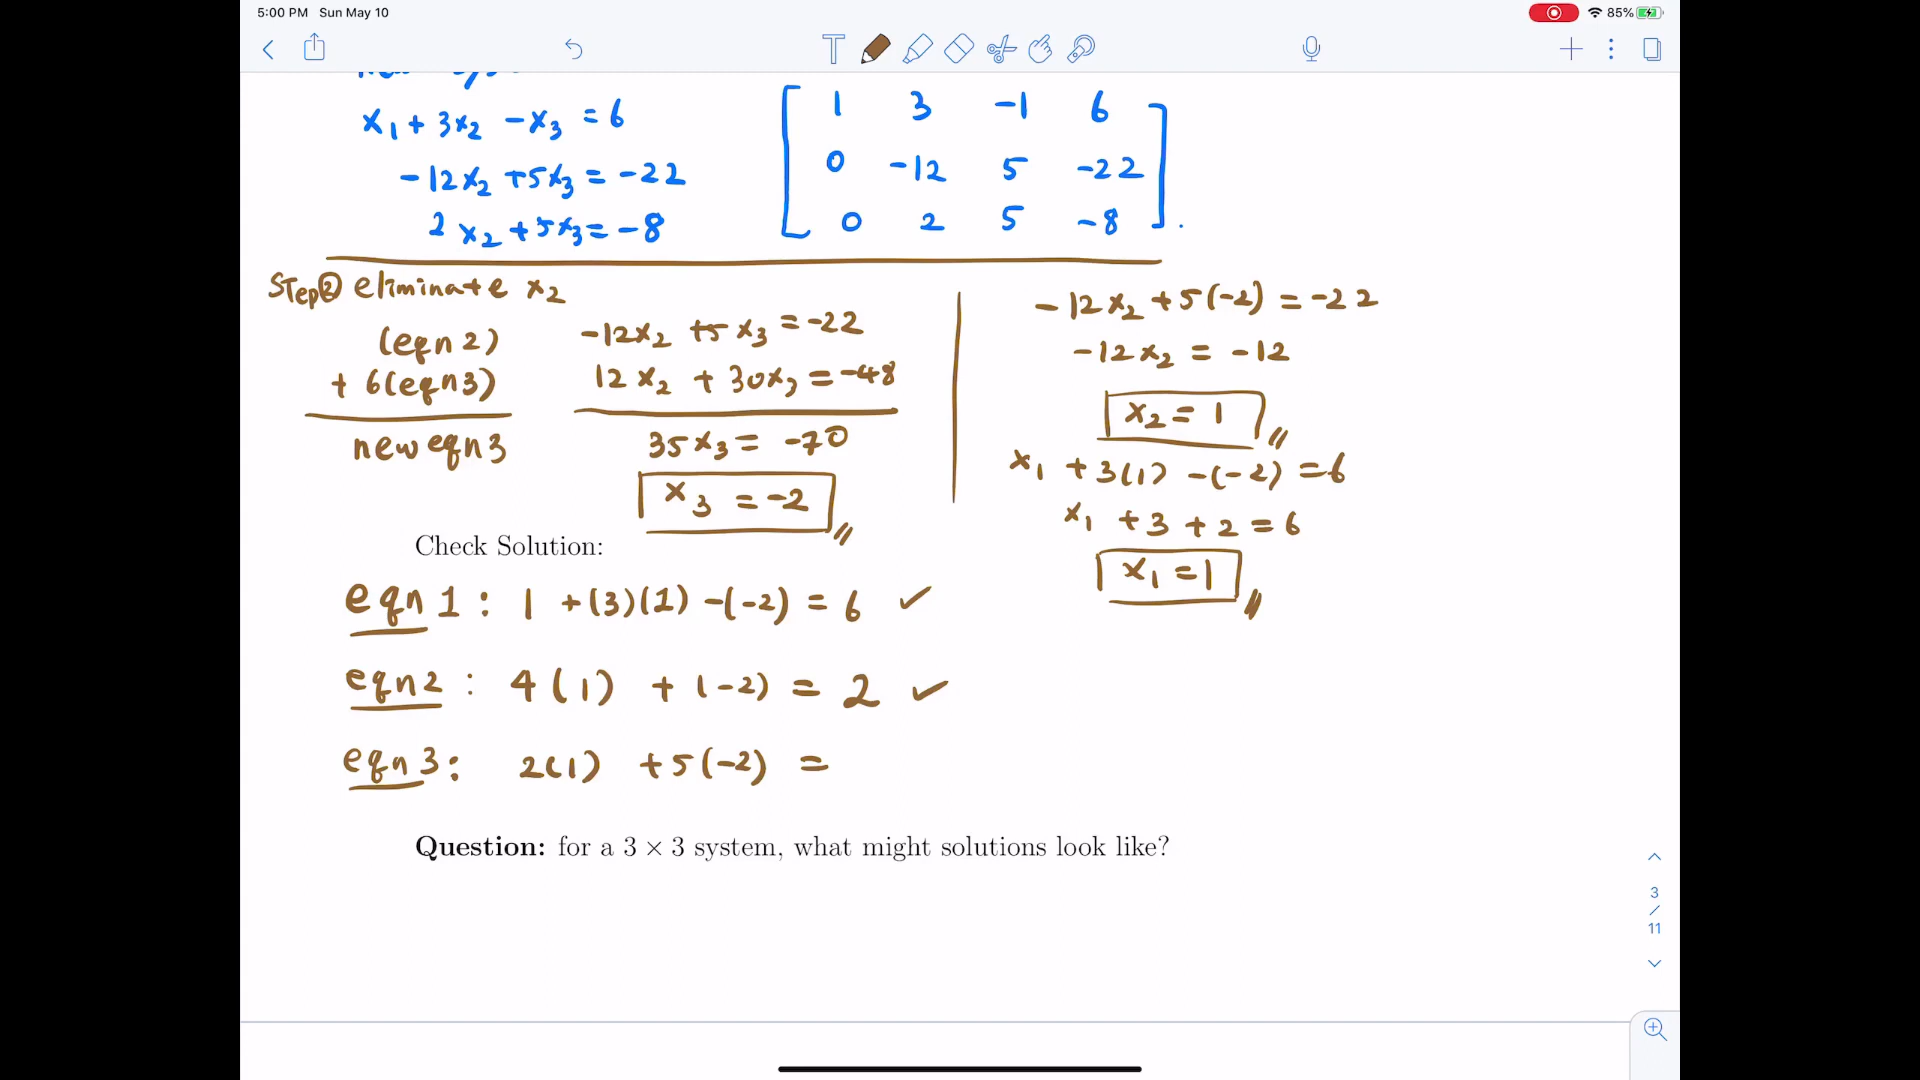 5:00 PM Sun May 10
85%
x₁ + 3x₂ - x₃ = 6
-12x₂ + 5x₃ = -22
2x₂ + 5x₃ = -8
1 3 -1 6
0 -12 5 -22
0 2 5 -8
Step ② eliminate x₂
(eqn 2)
+ 6(eqn3)
new eqn 3
-12x₂ + 5x₃ = -22
12x₂ + 30x₃ = -48
35x₃ = -70
x₃ = -2
-12x₂ + 5(-2) = -22
-12x₂ = -12
x₂ = 1
x₁ + 3(1) - (-2) = 6
x₁ + 3 + 2 = 6
x₁ = 1
Check Solution:
eqn 1 : 1 + (3)(1) - (-2) = 6 ✓
eqn2 : 4(1) + (-2) = 2 ✓
eqn 3: 2(1) + 5(-2) =
Question: for a 3 × 3 system, what might solutions look like?
3
/
11